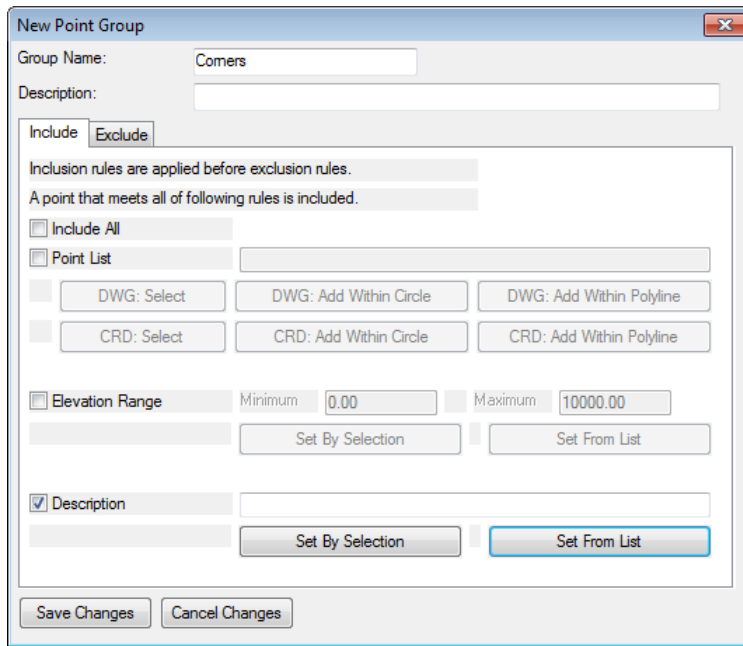 New Point Group
Group Name: Corners
Description:
Include Exclude
Inclusion rules are applied before exclusion rules.
A point that meets all of following rules is included.
Include All
Point List
DWG: Select DWG: Add Within Circle DWG: Add Within Polyline
CRD: Select CRD: Add Within Circle CRD: Add Within Polyline
Elevation Range Minimum 0.00 Maximum 10000.00
Set By Selection Set From List
Description
Set By Selection Set From List
Save Changes Cancel Changes